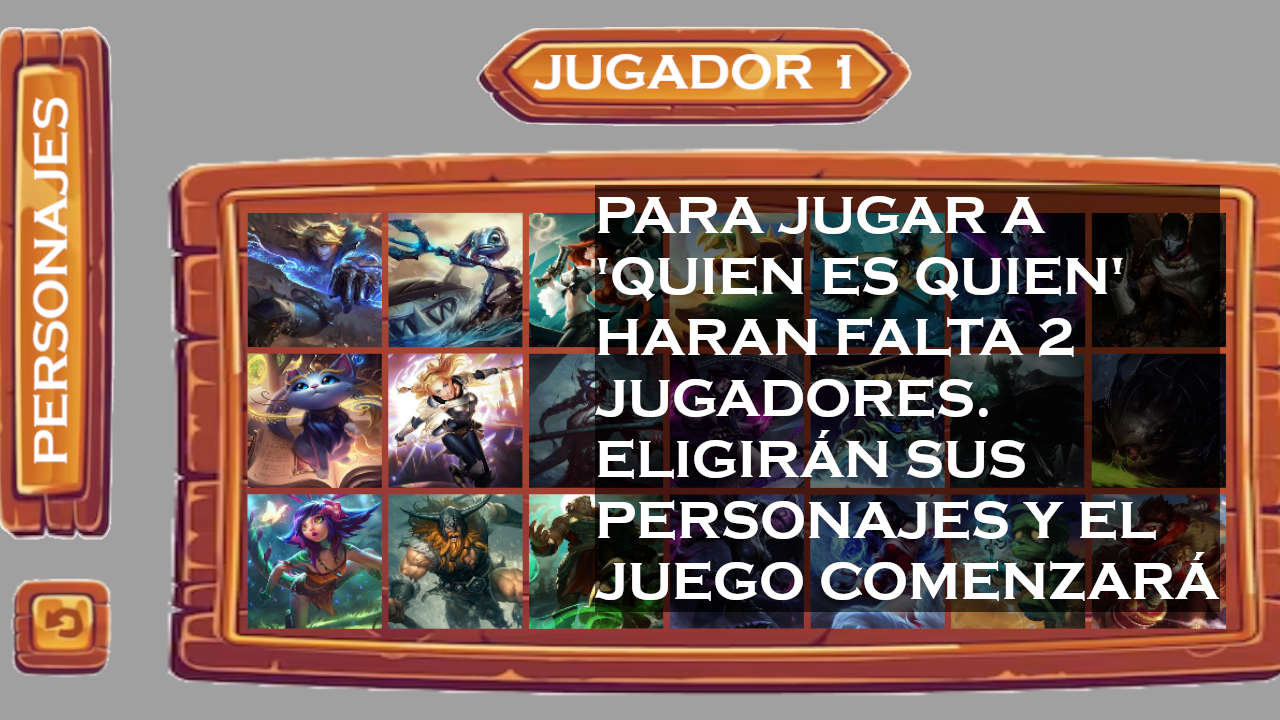 JUGADOR 1
PERSONAJES
PARA JUGAR A
'QUIEN ES QUIEN'
HARAN FALTA 2
JUGADORES.
ELIGIRÁN SUS
PERSONAJES Y EL
JUEGO COMENZARÁ